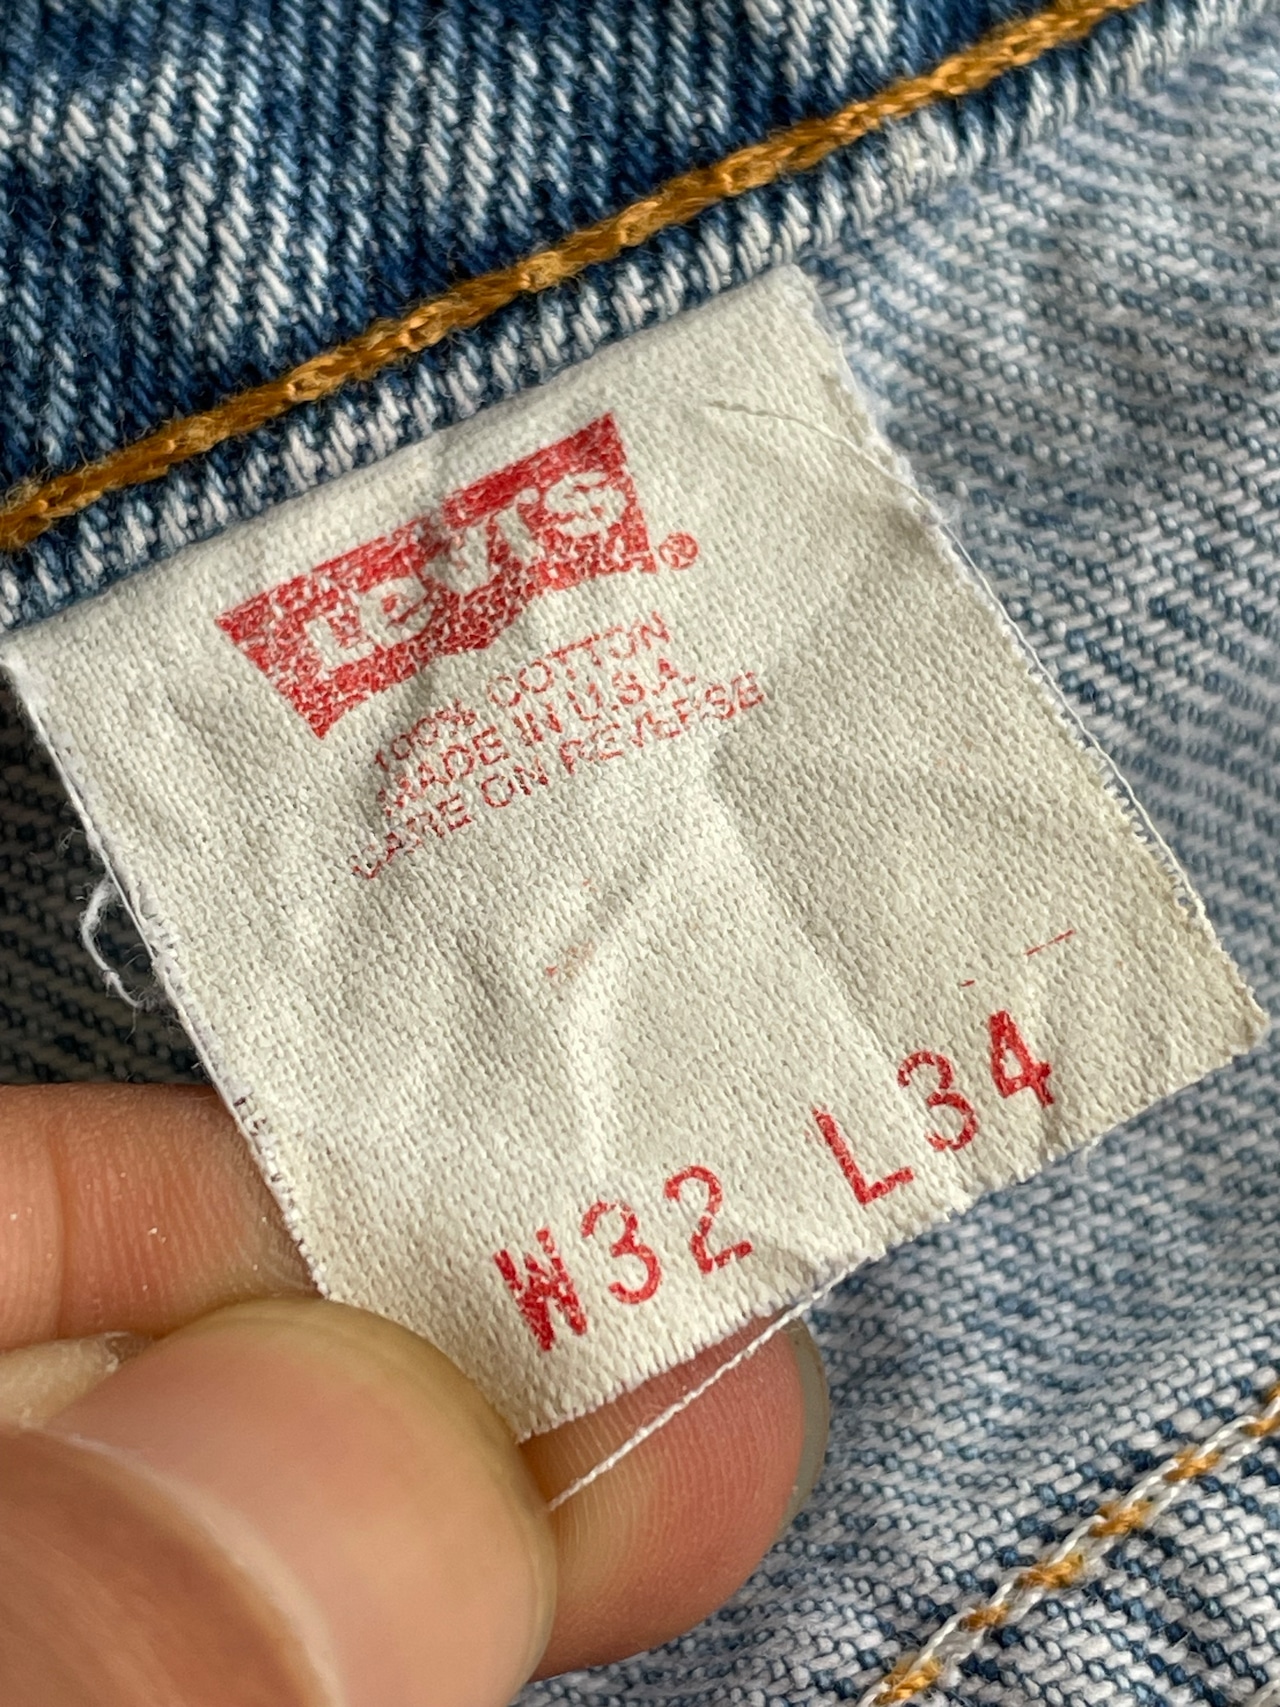 Levi's®
100% COTTON
MADE IN U.S.A.
CARE ON REVERSE
W32 L34